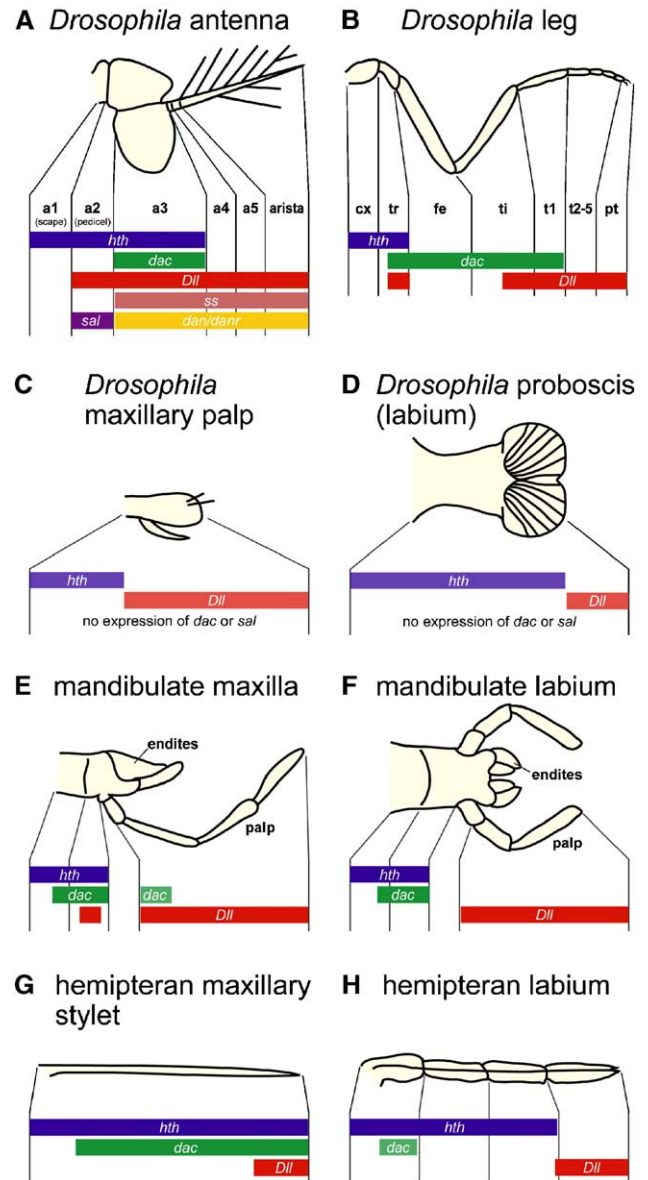 A Drosophila antenna
a1 a2 a3 a4 a5 arista
(scape) (pedicel)
hth
dac
Dll
ss
sal dan/danr
B Drosophila leg
cx tr fe ti t1 t2-5 pt
hth
dac
Dll
C Drosophila
maxillary palp
hth
Dll
no expression of dac or sal
D Drosophila proboscis
(labium)
hth
Dll
no expression of dac or sal
E mandibulate maxilla
endites
palp
hth
dac dac
Dll
F mandibulate labium
endites
palp
hth
dac
Dll
G hemipteran maxillary
stylet
hth
dac
Dll
H hemipteran labium
hth
dac
Dll